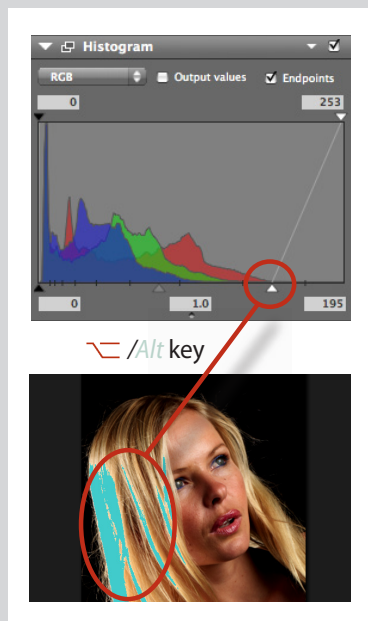 Histogram
RGB Output values Endpoints
0 253
0 1.0 195
⌥ /Alt key